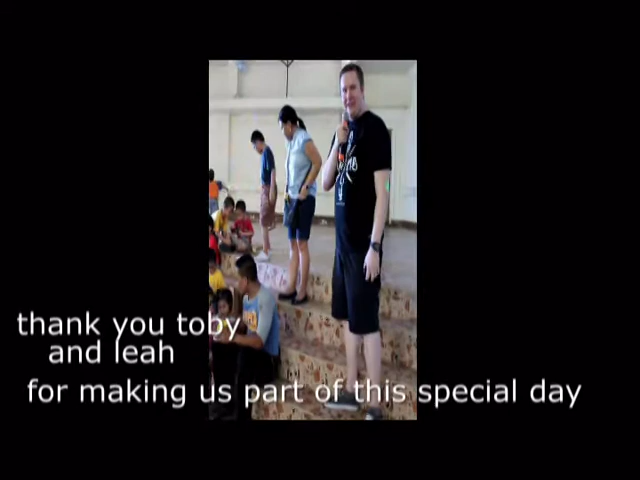 thank you toby
and leah
for making us part of this special day